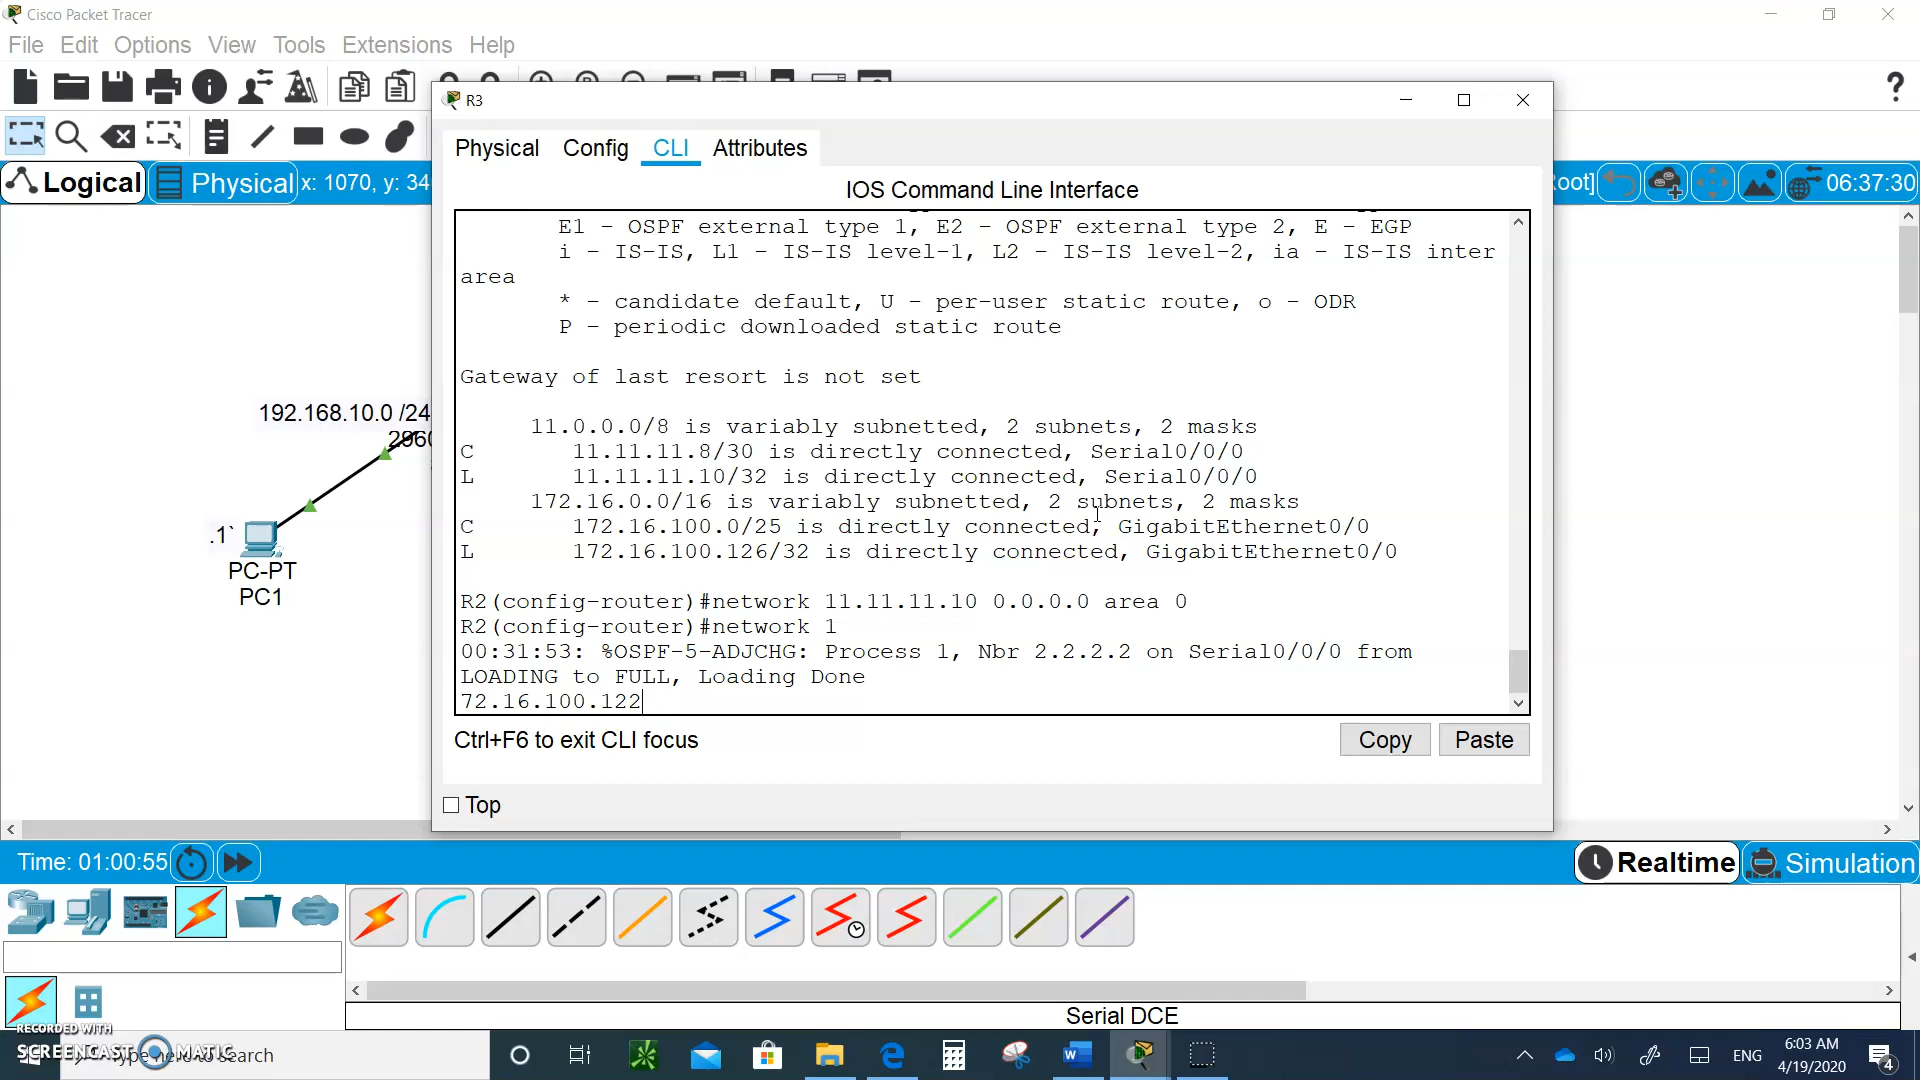 Cisco Packet Tracer
File Edit Options View Tools Extensions Help
R3
Physical Config CLI Attributes
Logical Physical x: 1070, y: 34
Root] 06:37:30
IOS Command Line Interface
E1 - OSPF external type 1, E2 - OSPF external type 2, E - EGP
i - IS-IS, L1 - IS-IS level-1, L2 - IS-IS level-2, ia - IS-IS inter
area
* - candidate default, U - per-user static route, o - ODR
P - periodic downloaded static route
Gateway of last resort is not set
11.0.0.0/8 is variably subnetted, 2 subnets, 2 masks
C 11.11.11.8/30 is directly connected, Serial0/0/0
L 11.11.11.10/32 is directly connected, Serial0/0/0
172.16.0.0/16 is variably subnetted, 2 subnets, 2 masks
C 172.16.100.0/25 is directly connected, GigabitEthernet0/0
L 172.16.100.126/32 is directly connected, GigabitEthernet0/0
R2(config-router)#network 11.11.11.10 0.0.0.0 area 0
R2(config-router)#network 1
00:31:53: %OSPF-5-ADJCHG: Process 1, Nbr 2.2.2.2 on Serial0/0/0 from
LOADING to FULL, Loading Done
72.16.100.122
Ctrl+F6 to exit CLI focus
Copy Paste
Top
192.168.10.0 /24
2960
.1`
PC-PT
PC1
Time: 01:00:55
Realtime Simulation
Serial DCE
RECORDED WITH
SCREENCAST MATIC
Type here to search
ENG
6:03 AM
4/19/2020
4